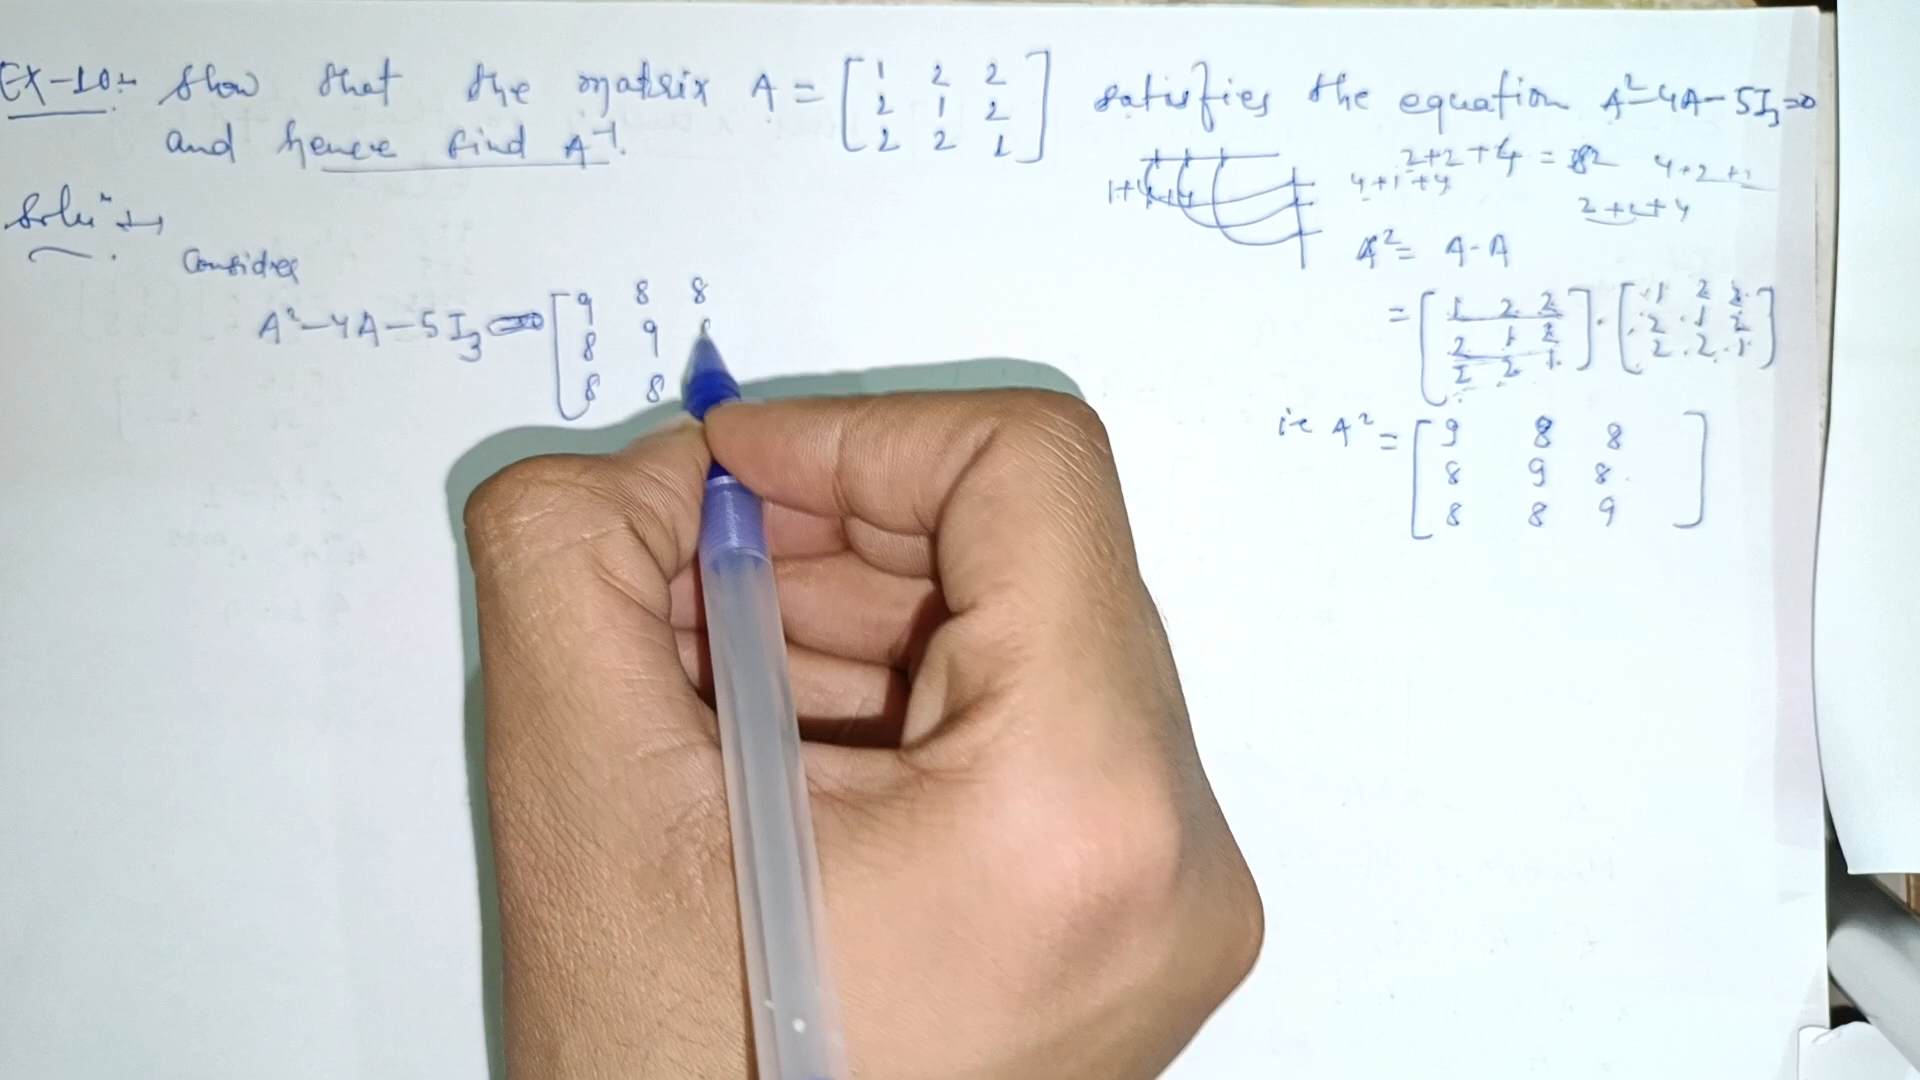 EX-10:- Show that the matrix A = [ 1 2 2 satisfies the equation A²-4A-5I₃=0
2 1 2
2 2 1 ]
and hence find A⁻¹.
2+2+4 = 8
4+1+4
4+2+2
1+4+4
2+2+4
Soluⁿ
Consider
A² = A·A
A²-4A-5I₃ = [ 9 8 8
8 9
8 8
= [ 1 2 2
2 1 2
2 2 1 ] · [ 1 2 2
2 1 2
2 2 1 ]
i.e A² = [ 9 8 8
8 9 8
8 8 9 ]